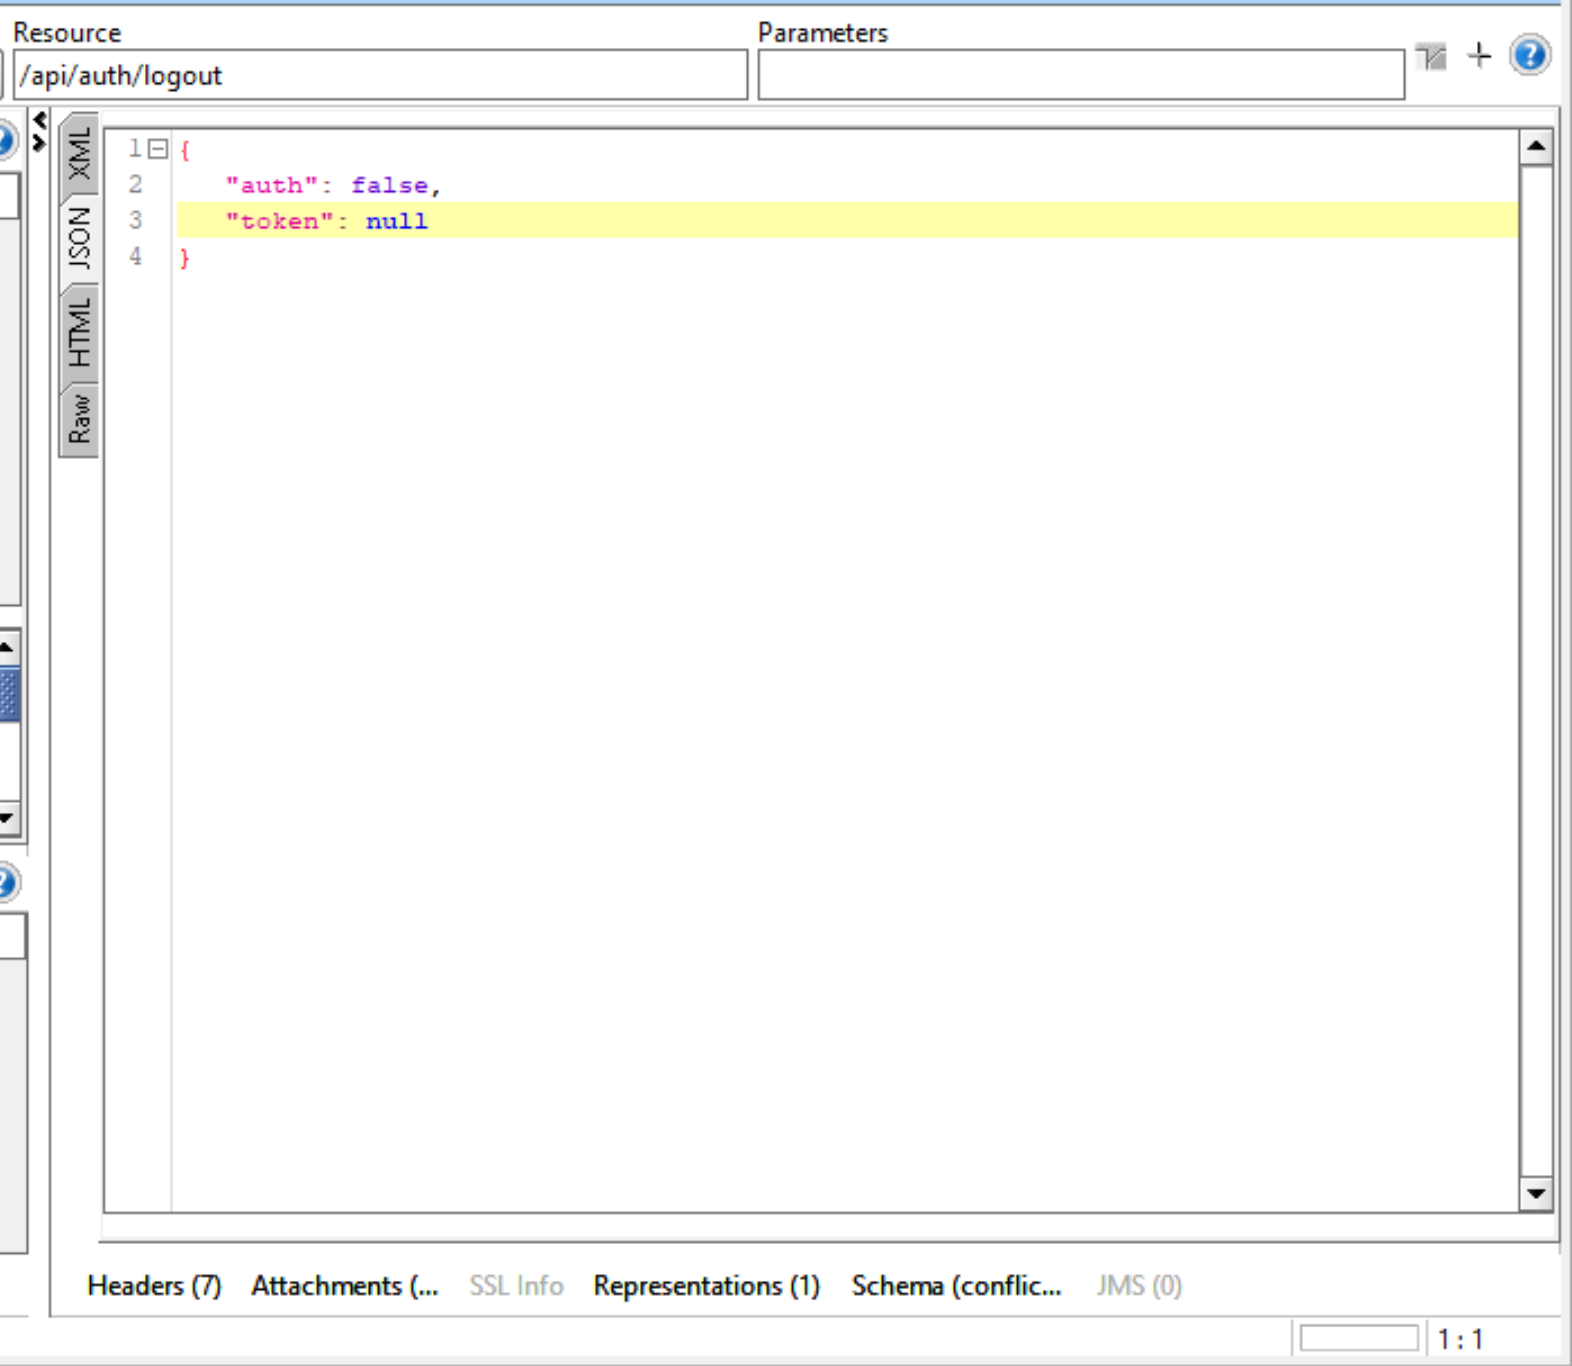 Resource
Parameters
/api/auth/logout
XML
JSON
HTML
Raw
1 {
2 "auth": false,
3 "token": null
4 }
Headers (7) Attachments (... SSL Info Representations (1) Schema (conflic... JMS (0)
1 : 1